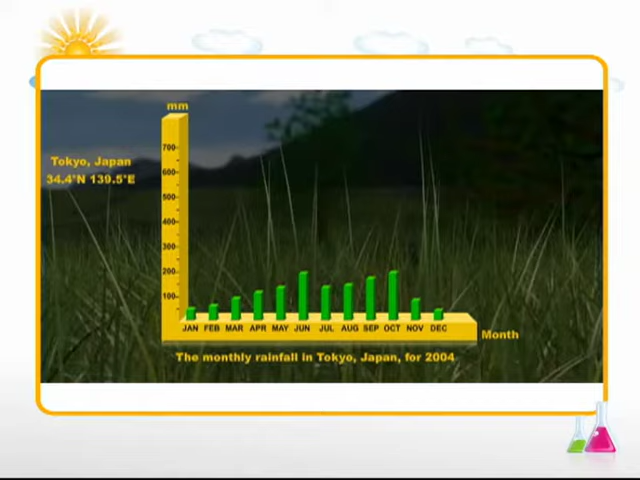 mm
Tokyo, Japan
34.4°N 139.5°E
700
600
500
400
300
200
100
JAN FEB MAR APR MAY JUN JUL AUG SEP OCT NOV DEC
Month
The monthly rainfall in Tokyo, Japan, for 2004